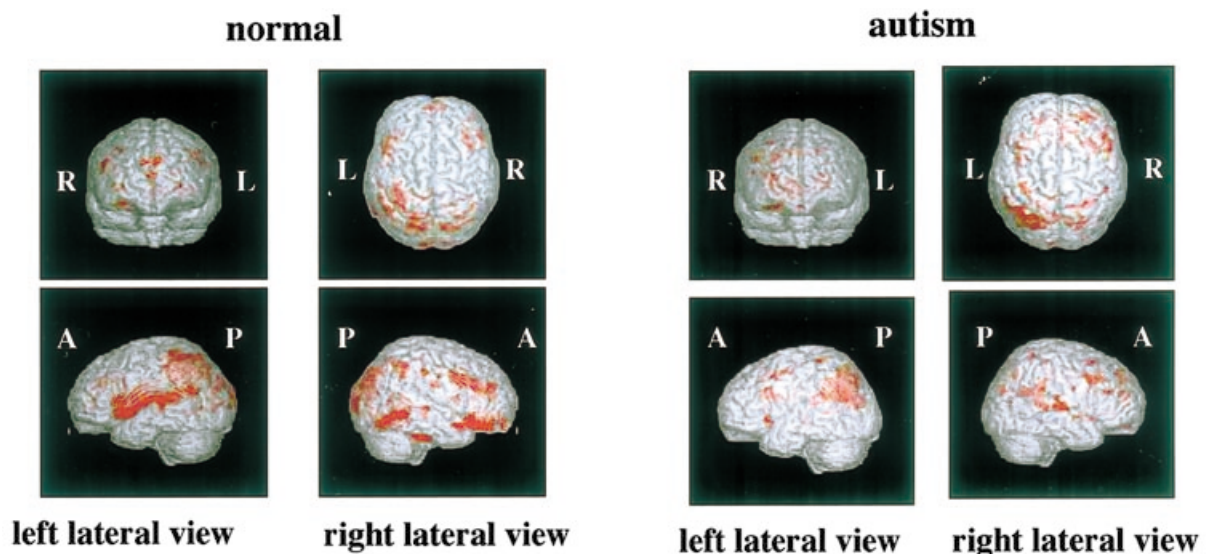 normal
autism
R L
L R
R L
L R
A P
P A
A P
P A
left lateral view
right lateral view
left lateral view
right lateral view